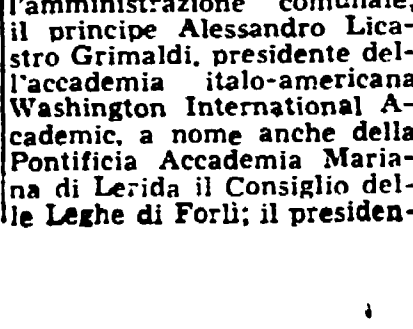 l'amministrazione comunale,
il principe Alessandro Lica-
stro Grimaldi, presidente del-
l'accademia italo-americana
Washington International A-
cademic, a nome anche della
Pontificia Accademia Maria-
na di Lerida il Consiglio del-
le Leghe di Forlì; il presiden-